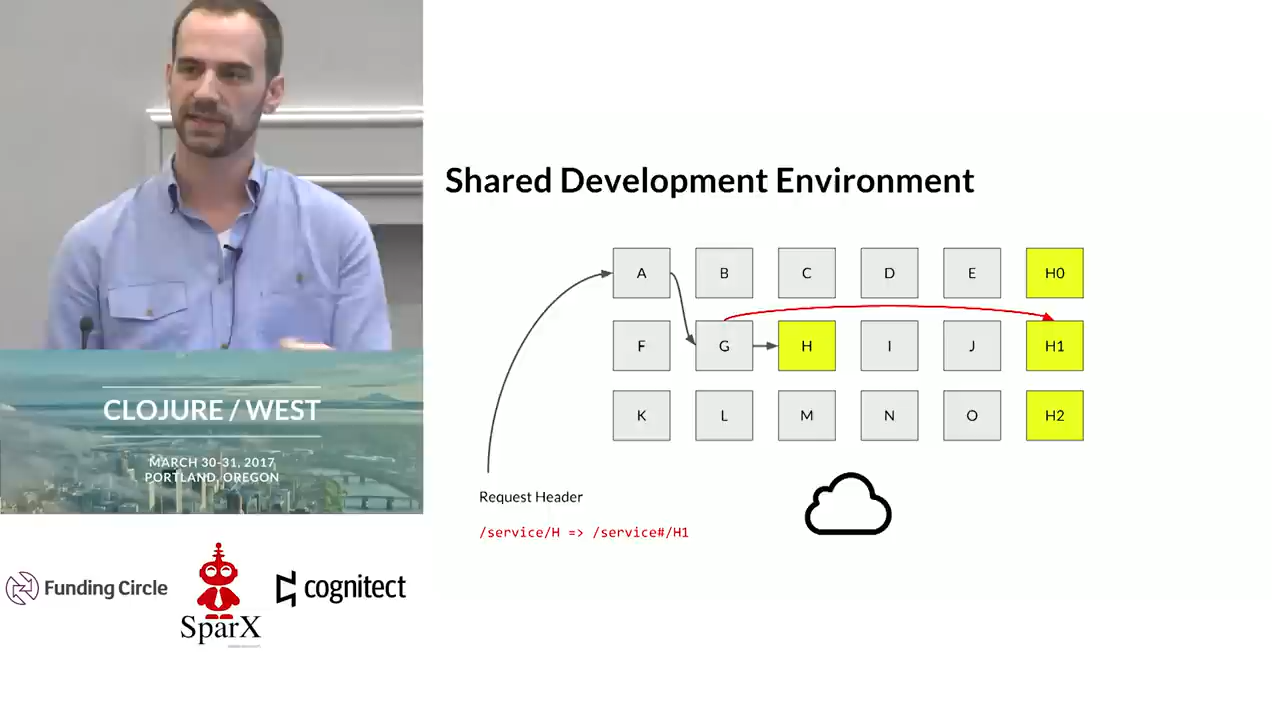 Shared Development Environment
A B C D E H0
F G H I J H1
K L M N O H2
Request Header
/service/H => /service#/H1
CLOJURE / WEST
MARCH 30-31, 2017
PORTLAND, OREGON
Funding Circle
SparX
cognitect